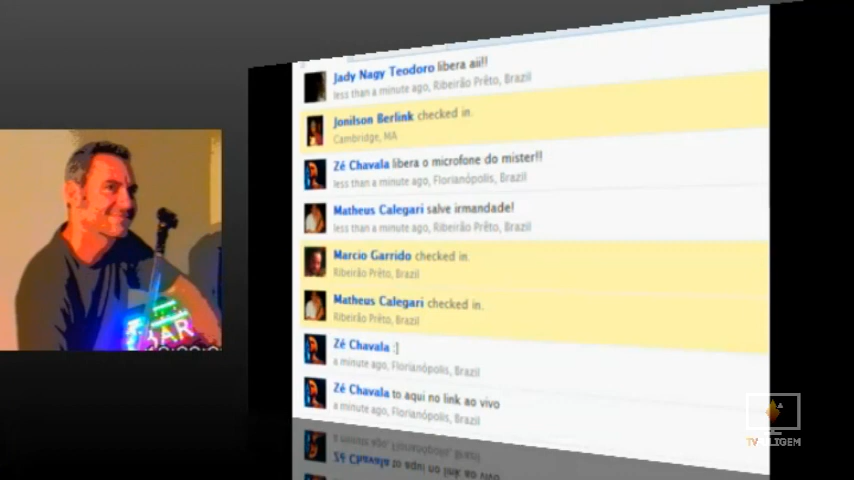 Jady Nagy Teodoro libera aii!!
less than a minute ago, Ribeirão Prêto, Brazil
Jonilson Berlink checked in.
Cambridge, MA
Zé Chavala libera o microfone do mister!!
less than a minute ago, Florianópolis, Brazil
Matheus Calegari salve irmandade!
less than a minute ago, Ribeirão Prêto, Brazil
Marcio Garrido checked in.
Ribeirão Prêto, Brazil
Matheus Calegari checked in.
Ribeirão Prêto, Brazil
Zé Chavala :]
a minute ago, Florianópolis, Brazil
Zé Chavala to aqui no link ao vivo
a minute ago, Florianópolis, Brazil